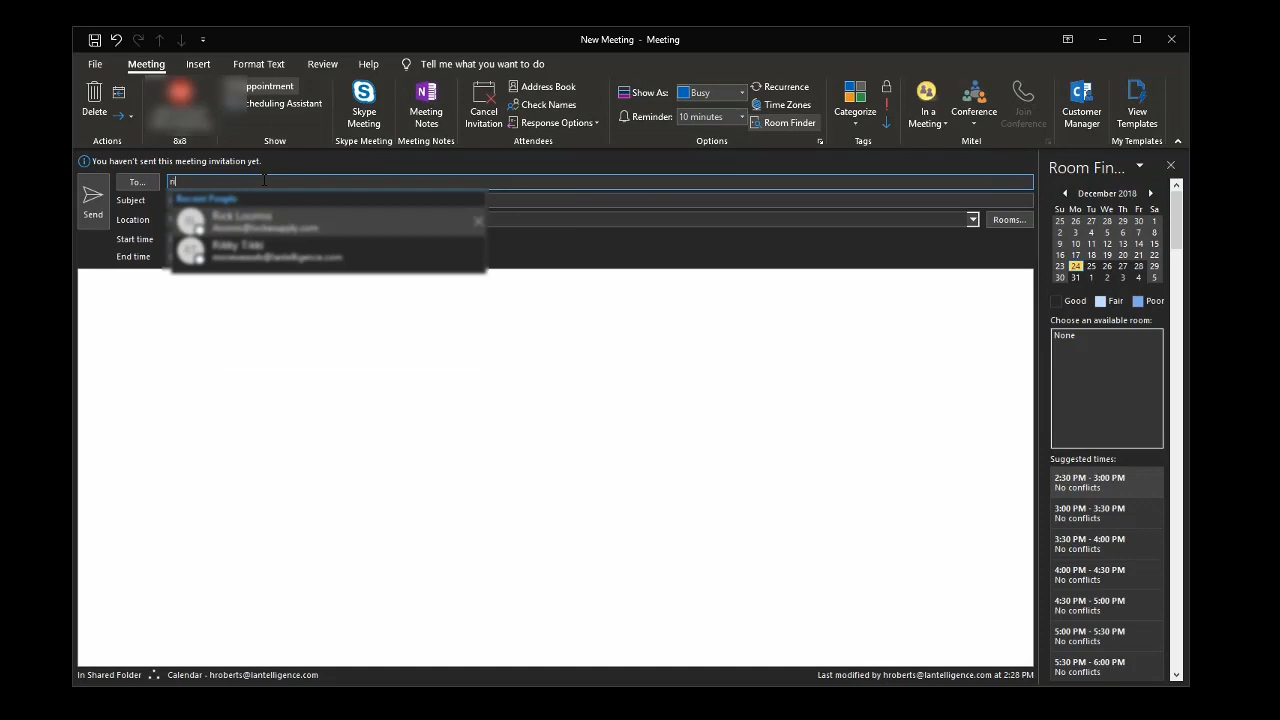 New Meeting - Meeting
File Meeting Insert Format Text Review Help Tell me what you want to do
Delete
Actions
8x8
Appointment
Scheduling Assistant
Show
Skype Meeting
Skype Meeting
Meeting Notes
Meeting Notes
Cancel Invitation
Address Book
Check Names
Response Options
Attendees
Show As: Busy
Reminder: 10 minutes
Recurrence
Time Zones
Room Finder
Options
Categorize
Tags
In a Meeting
Conference
Join Conference
Mitel
Customer Manager
View Templates
My Templates
You haven't sent this meeting invitation yet.
Send
To...
Subject
Location
Rooms...
Start time
End time
Recent People
Rick Loomis
Rikky Tikki
Room Fin...
December 2018
Su Mo Tu We Th Fr Sa
25 26 27 28 29 30 1
2 3 4 5 6 7 8
9 10 11 12 13 14 15
16 17 18 19 20 21 22
23 24 25 26 27 28 29
30 31 1 2 3 4 5
Good Fair Poor
Choose an available room:
None
Suggested times:
2:30 PM - 3:00 PM
No conflicts
3:00 PM - 3:30 PM
No conflicts
3:30 PM - 4:00 PM
No conflicts
4:00 PM - 4:30 PM
No conflicts
4:30 PM - 5:00 PM
No conflicts
5:00 PM - 5:30 PM
No conflicts
5:30 PM - 6:00 PM
No conflicts
In Shared Folder Calendar - hroberts@lantelligence.com Last modified by hroberts@lantelligence.com at 2:28 PM